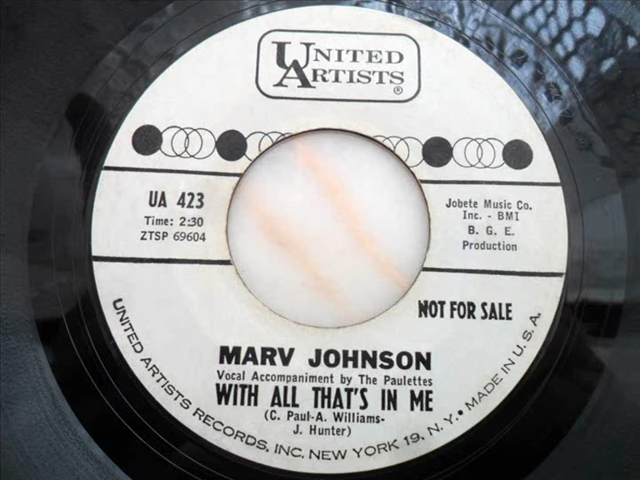 UNITED
ARTISTS
®
UA 423
Time: 2:30
ZTSP 69604
Jobete Music Co.
Inc. - BMI
B. G. E.
Production
NOT FOR SALE
MARV JOHNSON
Vocal Accompaniment by The Paulettes
WITH ALL THAT'S IN ME
(C. Paul-A. Williams-
J. Hunter)
UNITED ARTISTS RECORDS, INC. NEW YORK 19, N. Y. • MADE IN U. S. A.